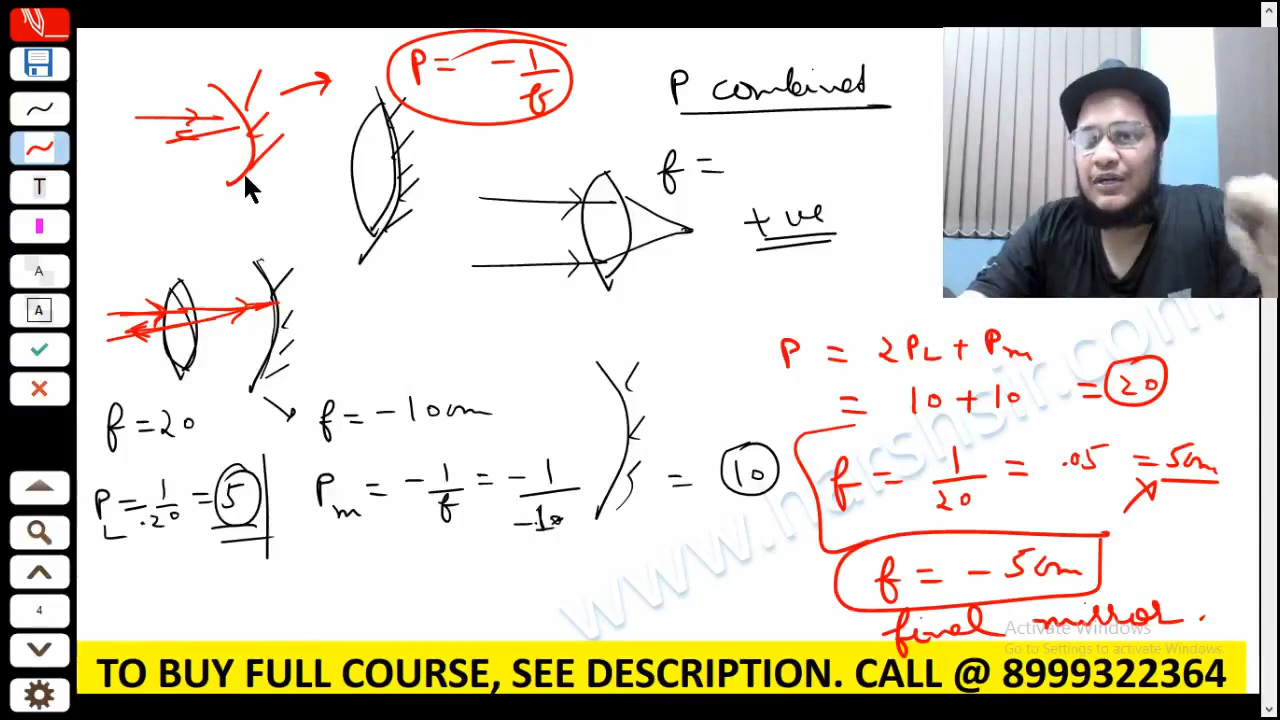 P = - 1/f
P combined
f =
+ve
f = 20
f = -10cm
P_L = 1/.20 = 5
P_m = - 1/f = - 1/-.10 = 10
P = 2P_L + P_m
= 10 + 10 = 20
f = 1/20 = .05 = 5cm
f = - 5cm
final mirror.
www.narshsir.com
T
A
A
4
Activate Windows
Go to Settings to activate Windows.
TO BUY FULL COURSE, SEE DESCRIPTION. CALL @ 8999322364